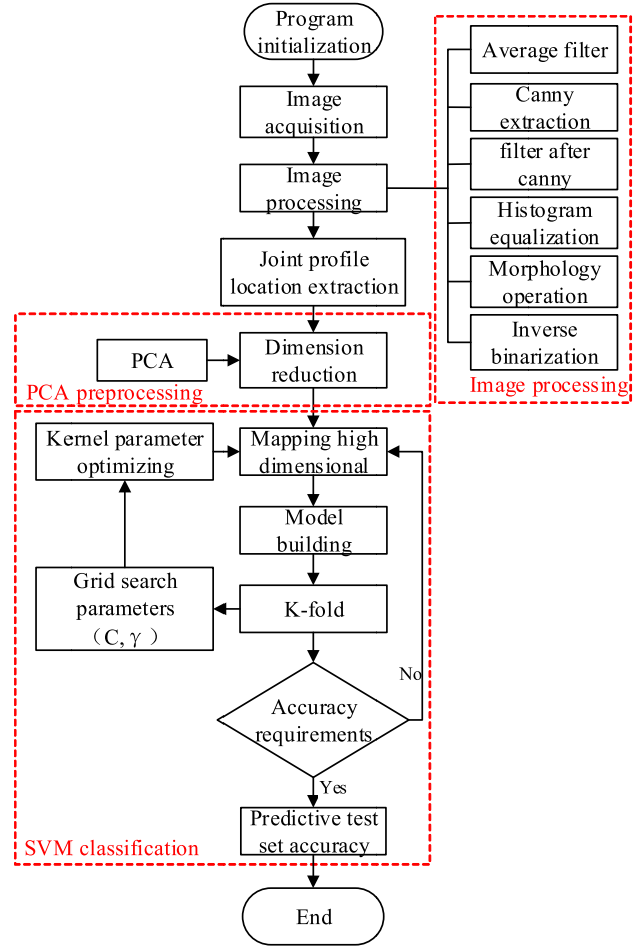 Program
initialization
Image
acquisition
Image
processing
Joint profile
location extraction
Average filter
Canny
extraction
filter after
canny
Histogram
equalization
Morphology
operation
Inverse
binarization
Image processing
PCA
Dimension
reduction
PCA preprocessing
Kernel parameter
optimizing
Mapping high
dimensional
Model
building
Grid search
parameters
（C, γ）
K-fold
No
Accuracy
requirements
Yes
Predictive test
set accuracy
SVM classification
End